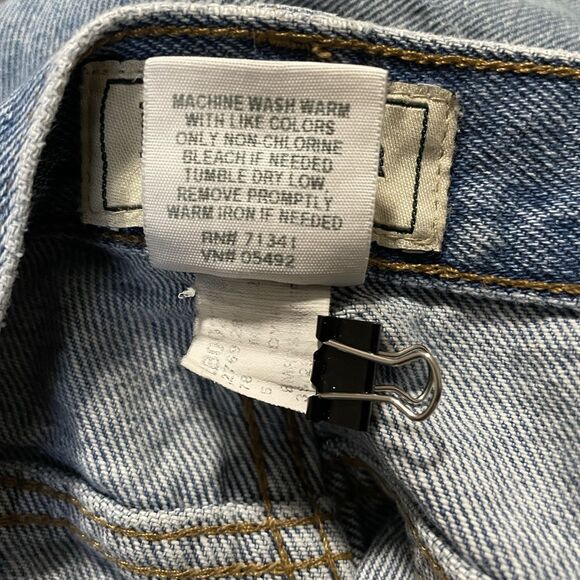 MACHINE WASH WARM
WITH LIKE COLORS
ONLY NON-CHLORINE
BLEACH IF NEEDED
TUMBLE DRY LOW,
REMOVE PROMPTLY
WARM IRON IF NEEDED
RN# 71341
VN# 05492